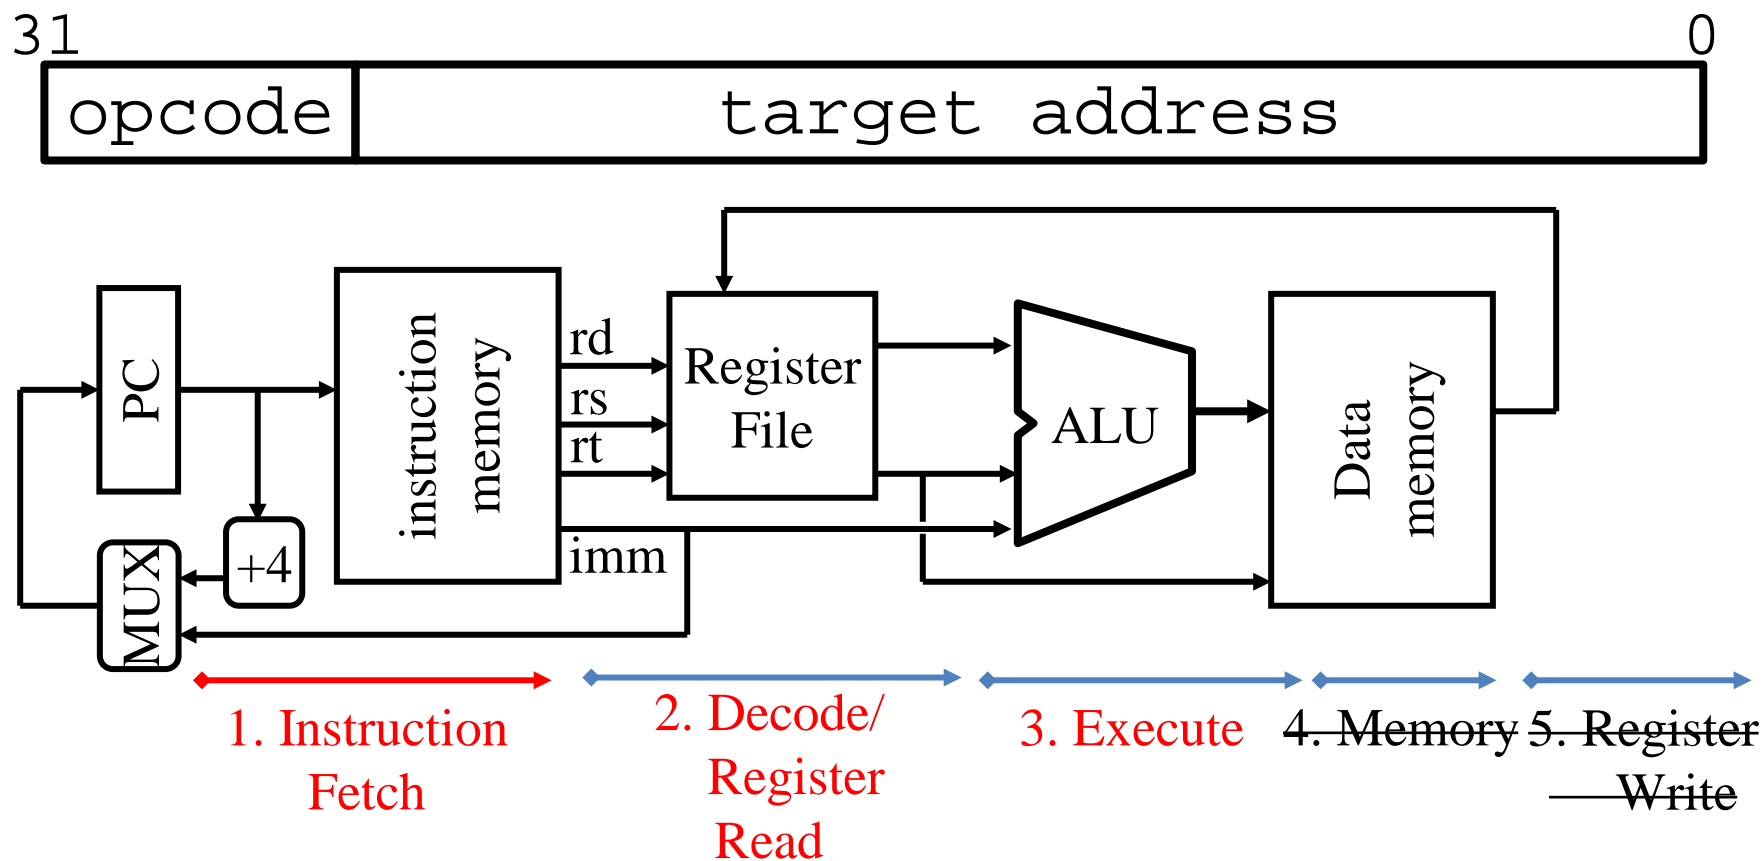 31 0
opcode target address
PC
instruction
memory
rd
rs
rt
imm
Register
File
ALU
Data
memory
+4
MUX
1. Instruction
Fetch
2. Decode/
Register
Read
3. Execute
4. Memory
5. Register
Write